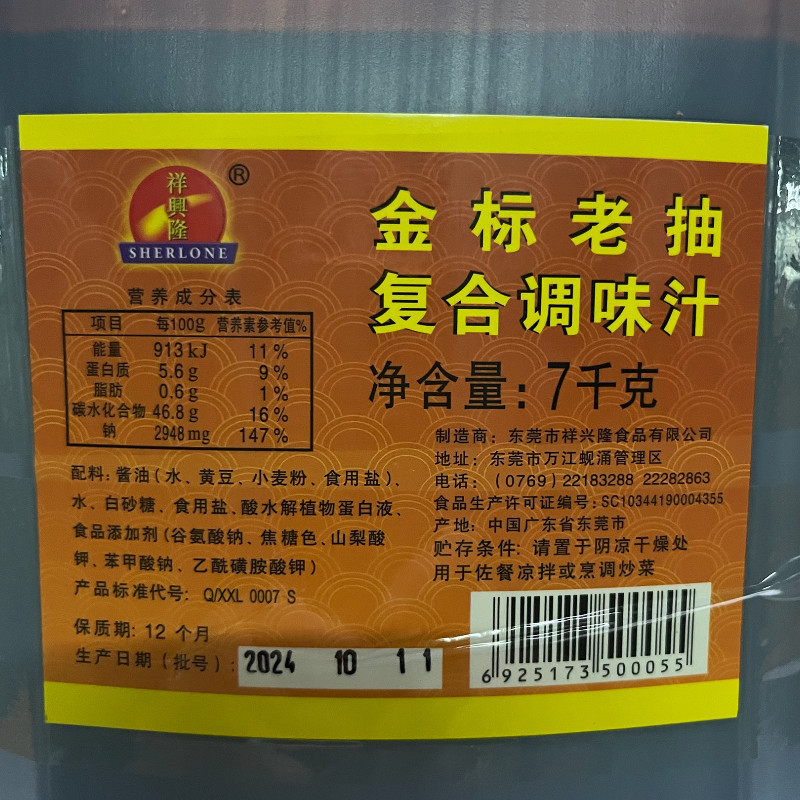 祥興隆
®
SHERLONE
金标老抽
复合调味汁
净含量：7千克
营养成分表
项目 每100g 营养素参考值%
能量 913kJ 11%
蛋白质 5.6g 9%
脂肪 0.6g 1%
碳水化合物 46.8g 16%
钠 2948mg 147%
配料：酱油（水、黄豆、小麦粉、食用盐）、
水、白砂糖、食用盐、酸水解植物蛋白液、
食品添加剂（谷氨酸钠、焦糖色、山梨酸
钾、苯甲酸钠、乙酰磺胺酸钾）
产品标准代号：Q/XXL 0007 S
保质期：12 个月
生产日期（批号）：2024 10 11
制造商：东莞市祥兴隆食品有限公司
地址：东莞市万江蚬涌管理区
电话：（0769）22183288 22282863
食品生产许可证编号：SC10344190004355
产地：中国广东省东莞市
贮存条件：请置于阴凉干燥处
用于佐餐凉拌或烹调炒菜
6925173500055